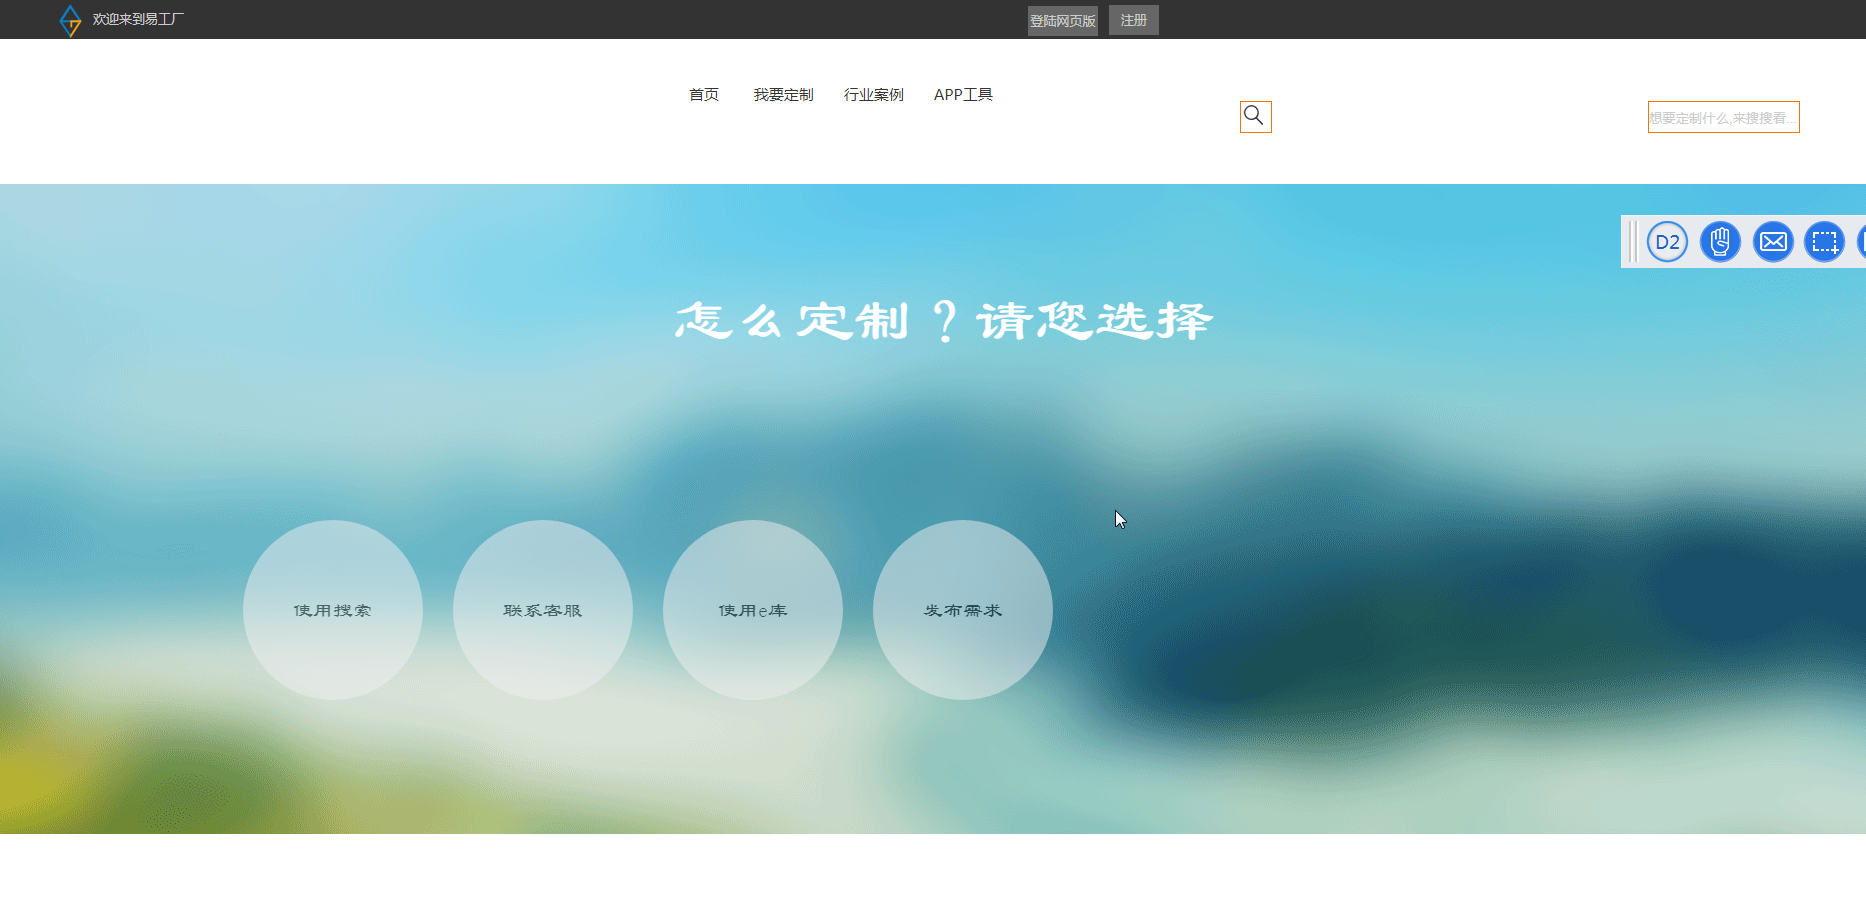 欢迎来到易工厂
登陆网页版 注册
首页 我要定制 行业案例 APP工具
想要定制什么,来搜搜看...
D2
怎么定制？请您选择
使用搜索 联系客服 使用e库 发布需求